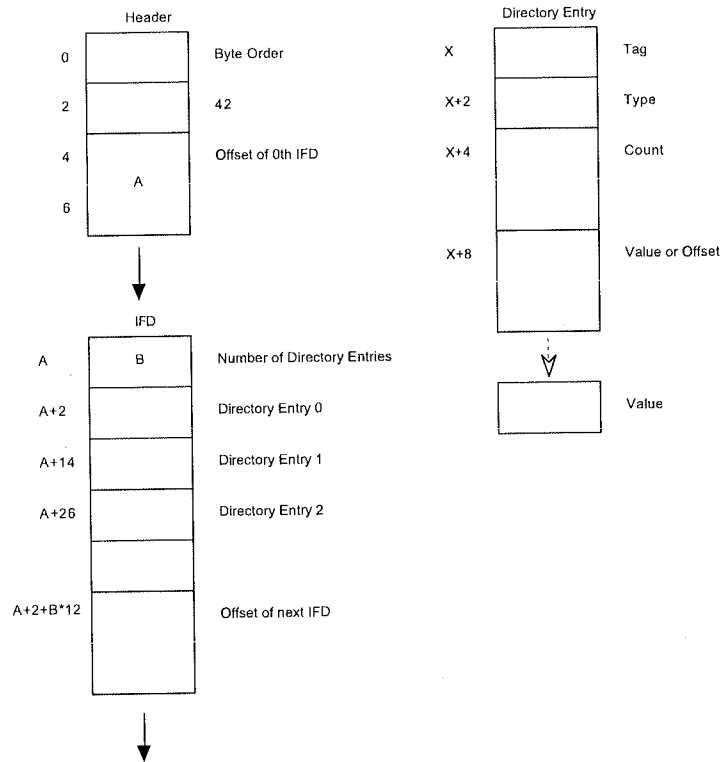 Header
0 Byte Order
2 42
4 Offset of 0th IFD
A
6
IFD
A B Number of Directory Entries
A+2 Directory Entry 0
A+14 Directory Entry 1
A+26 Directory Entry 2
A+2+B*12 Offset of next IFD
Directory Entry
X Tag
X+2 Type
X+4 Count
X+8 Value or Offset
Value